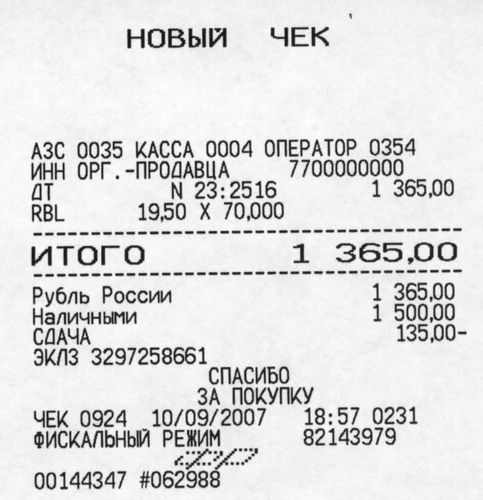 НОВЫЙ ЧЕК
АЗС 0035 КАССА 0004 ОПЕРАТОР 0354
ИНН ОРГ.-ПРОДАВЦА 7700000000
ДТ N 23:2516 1 365,00
RBL 19,50 X 70,000
ИТОГО 1 365,00
Рубль России 1 365,00
Наличными 1 500,00
СДАЧА 135,00-
ЭКЛЗ 3297258661
СПАСИБО
ЗА ПОКУПКУ
ЧЕК 0924 10/09/2007 18:57 0231
ФИСКАЛЬНЫЙ РЕЖИМ 82143979
00144347 #062988